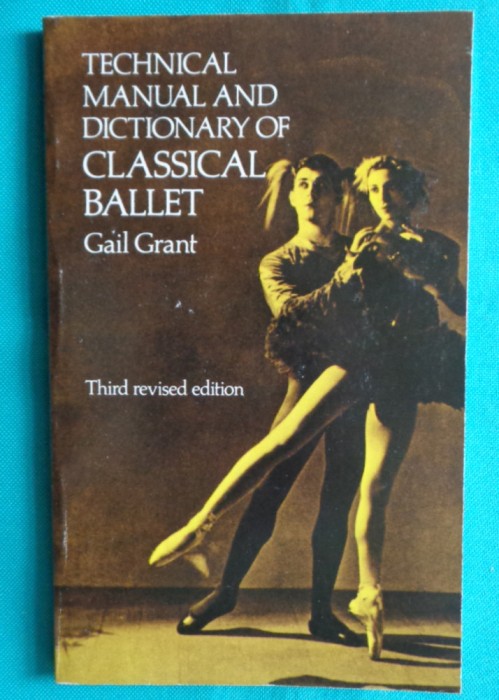 TECHNICAL
MANUAL AND
DICTIONARY OF
CLASSICAL
BALLET
Gail Grant
Third revised edition